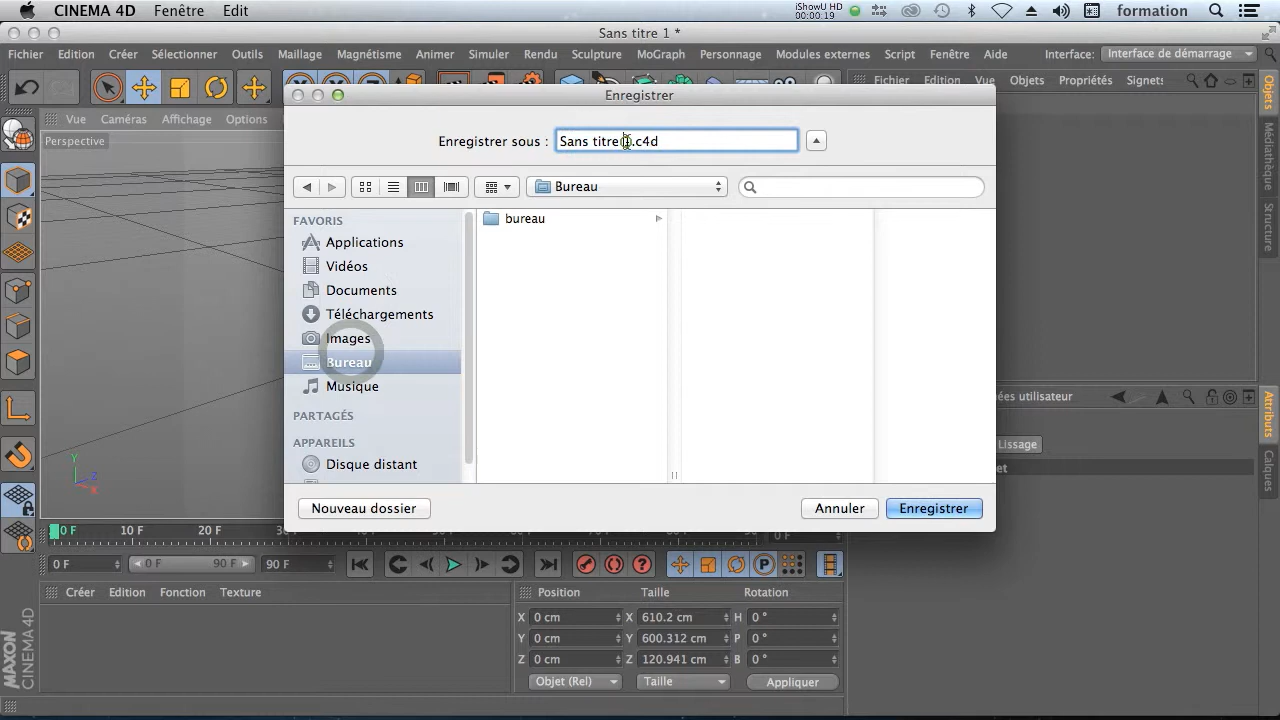 CINEMA 4D Fenêtre Edit
iShowU HD
00:00:19
formation
Sans titre 1 *
Fichier Edition Créer Sélectionner Outils Maillage Magnétisme Animer Simuler Rendu Sculpture MoGraph Personnage Modules externes Script Fenêtre Aide Interface: Interface de démarrage
Fichier Edition Vue Objets Propriétés Signets
Enregistrer
Vue Caméras Affichage Options
Perspective
Enregistrer sous : Sans titre 1.c4d
Bureau
FAVORIS
Applications
Vidéos
Documents
Téléchargements
Images
Bureau
Musique
PARTAGÉS
APPAREILS
Disque distant
bureau
Nouveau dossier Annuler Enregistrer
Objets
Médiathèque
Structure
ées utilisateur
Lissage
et
Attributs
Calques
0 F 10 F 20 F
0 F
0 F 0 F 90 F 90 F
Créer Edition Fonction Texture
Position Taille Rotation
X 0 cm X 610.2 cm H 0 °
Y 0 cm Y 600.312 cm P 0 °
Z 0 cm Z 120.941 cm B 0 °
Objet (Rel) Taille Appliquer
MAXON
CINEMA 4D